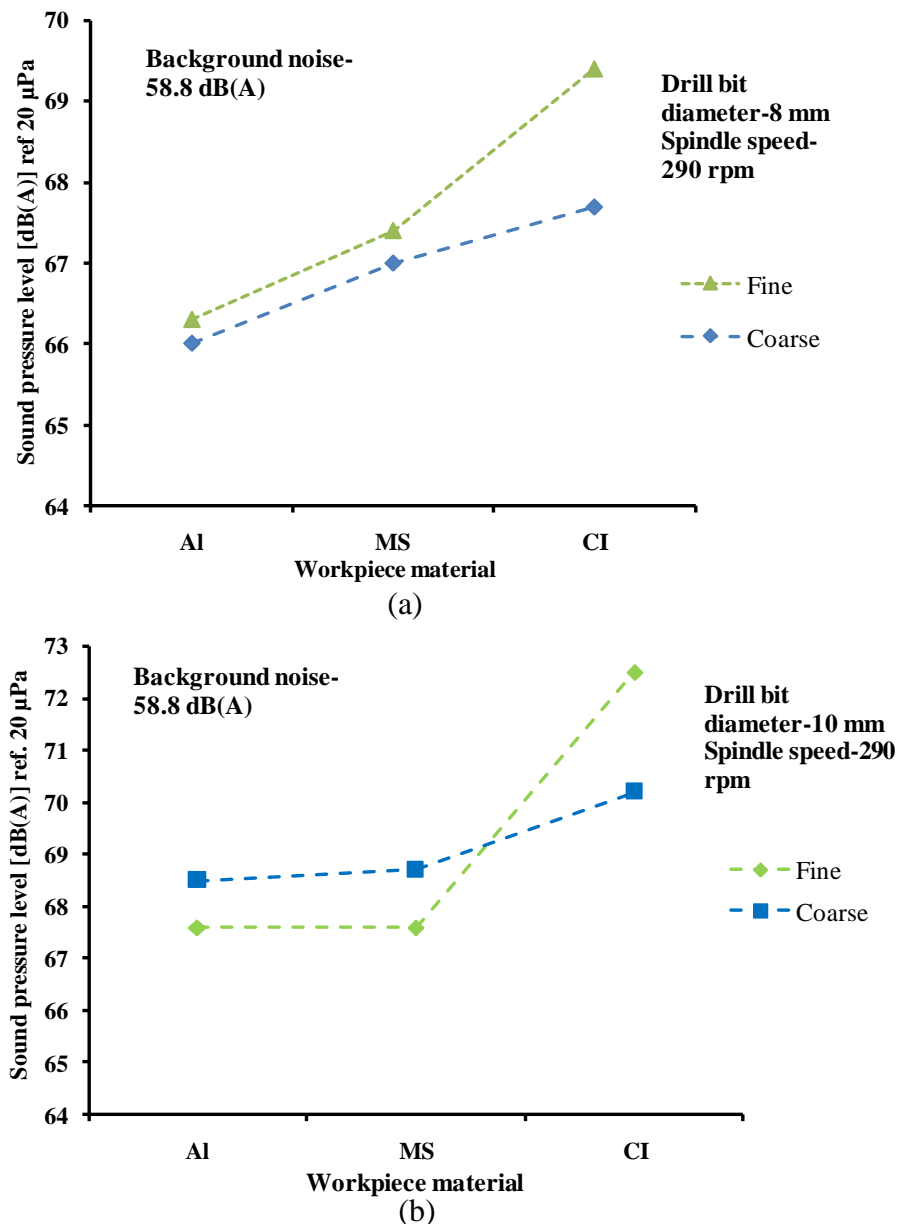 Sound pressure level [dB(A)] ref 20 µPa
70
69
68
67
66
65
64
Background noise-
58.8 dB(A)
Drill bit
diameter-8 mm
Spindle speed-
290 rpm
Fine
Coarse
Al
MS
CI
Workpiece material
(a)
Sound pressure level [dB(A)] ref. 20 µPa
73
72
71
70
69
68
67
66
65
64
Background noise-
58.8 dB(A)
Drill bit
diameter-10 mm
Spindle speed-290
rpm
Fine
Coarse
Al
MS
CI
Workpiece material
(b)